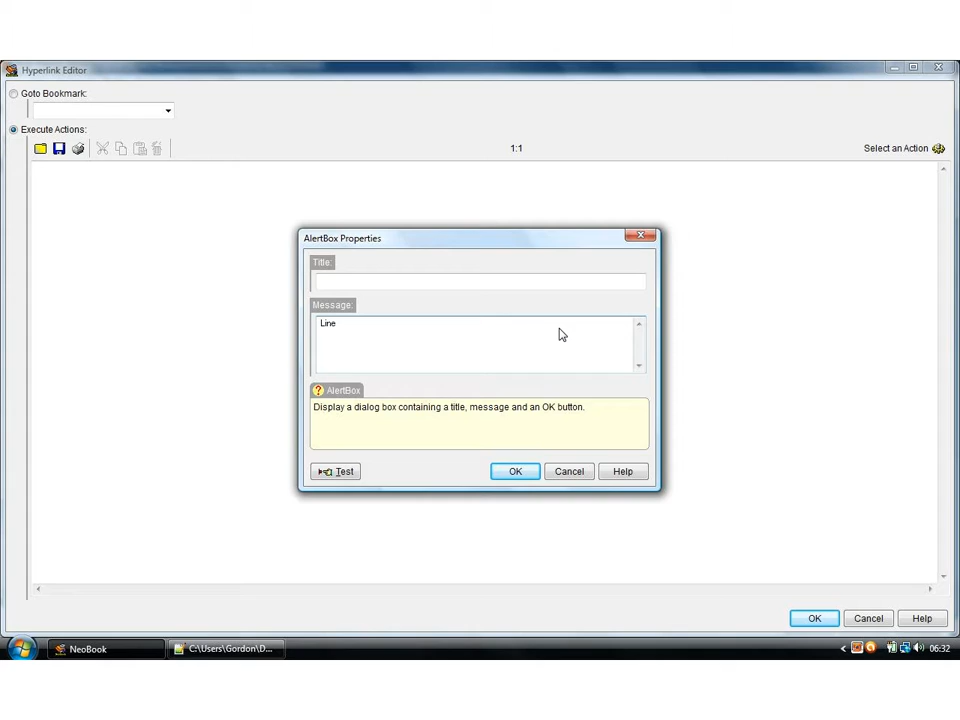 Hyperlink Editor
Goto Bookmark:
Execute Actions:
1:1
Select an Action
AlertBox Properties
Title:
Message:
Line
AlertBox
Display a dialog box containing a title, message and an OK button.
Test
OK
Cancel
Help
OK
Cancel
Help
NeoBook
C:\Users\Gordon\D...
06:32